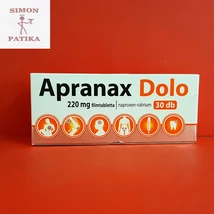 SIMON
PATIKA
Apranax Dolo
220 mg filmtabletta
naproxen-nátrium
30 db